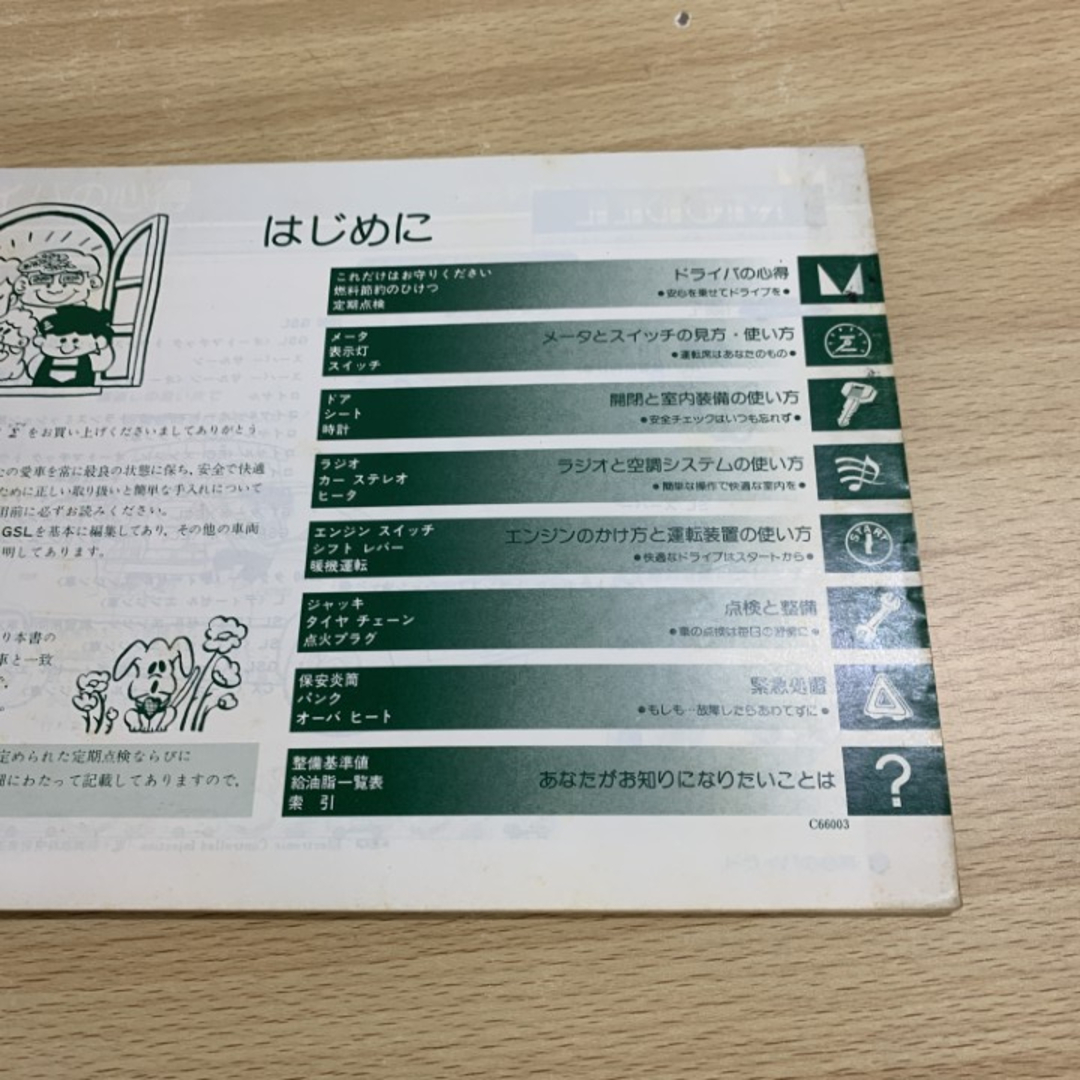 はじめに
これだけはお守りください
燃料節約のひけつ
定期点検
ドライバの心得
●安心を乗せてドライブを●
メータ
表示灯
スイッチ
メータとスイッチの見方・使い方
●運転席はあなたのもの●
ドア
シート
時計
開閉と室内装備の使い方
●安全チェックはいつも忘れず●
ラジオ
カー ステレオ
ヒータ
ラジオと空調システムの使い方
●簡単な操作で快適な室内を●
エンジン スイッチ
シフト レバー
暖機運転
エンジンのかけ方と運転装置の使い方
●快適なドライブはスタートから●
START
ジャッキ
タイヤ チェーン
点火プラグ
点検と整備
●車の点検は毎日の習慣に●
保安炎筒
パンク
オーバ ヒート
緊急処置
●もしも…故障したらあわてずに●
整備基準値
給油脂一覧表
索 引
あなたがお知りになりたいことは
?
C66003
をお買い上げくださいましてありがとう
の愛車を常に最良の状態に保ち、安全で快適
ために正しい取り扱いと簡単な手入れについて
用前に必ずお読みください。
GSLを基本に編集してあり、その他の車両
明してあります。
り本書の
車と一致
定められた定期点検ならびに
にわたって記載してありますので、